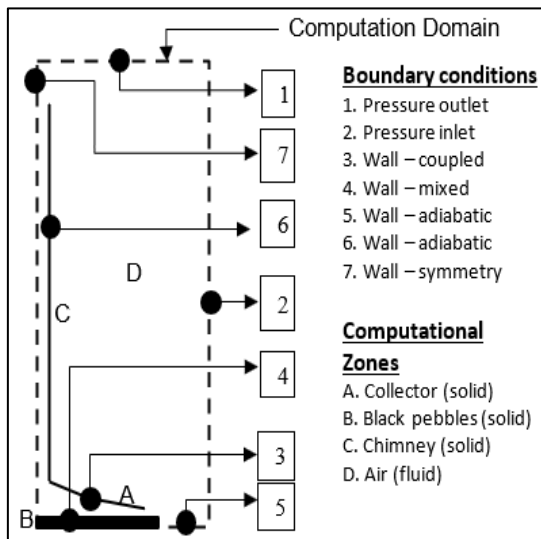 Computation Domain
1
7
6
D
C
2
4
3
A
B
5
Boundary conditions
1. Pressure outlet
2. Pressure inlet
3. Wall – coupled
4. Wall – mixed
5. Wall – adiabatic
6. Wall – adiabatic
7. Wall – symmetry
Computational
Zones
A. Collector (solid)
B. Black pebbles (solid)
C. Chimney (solid)
D. Air (fluid)